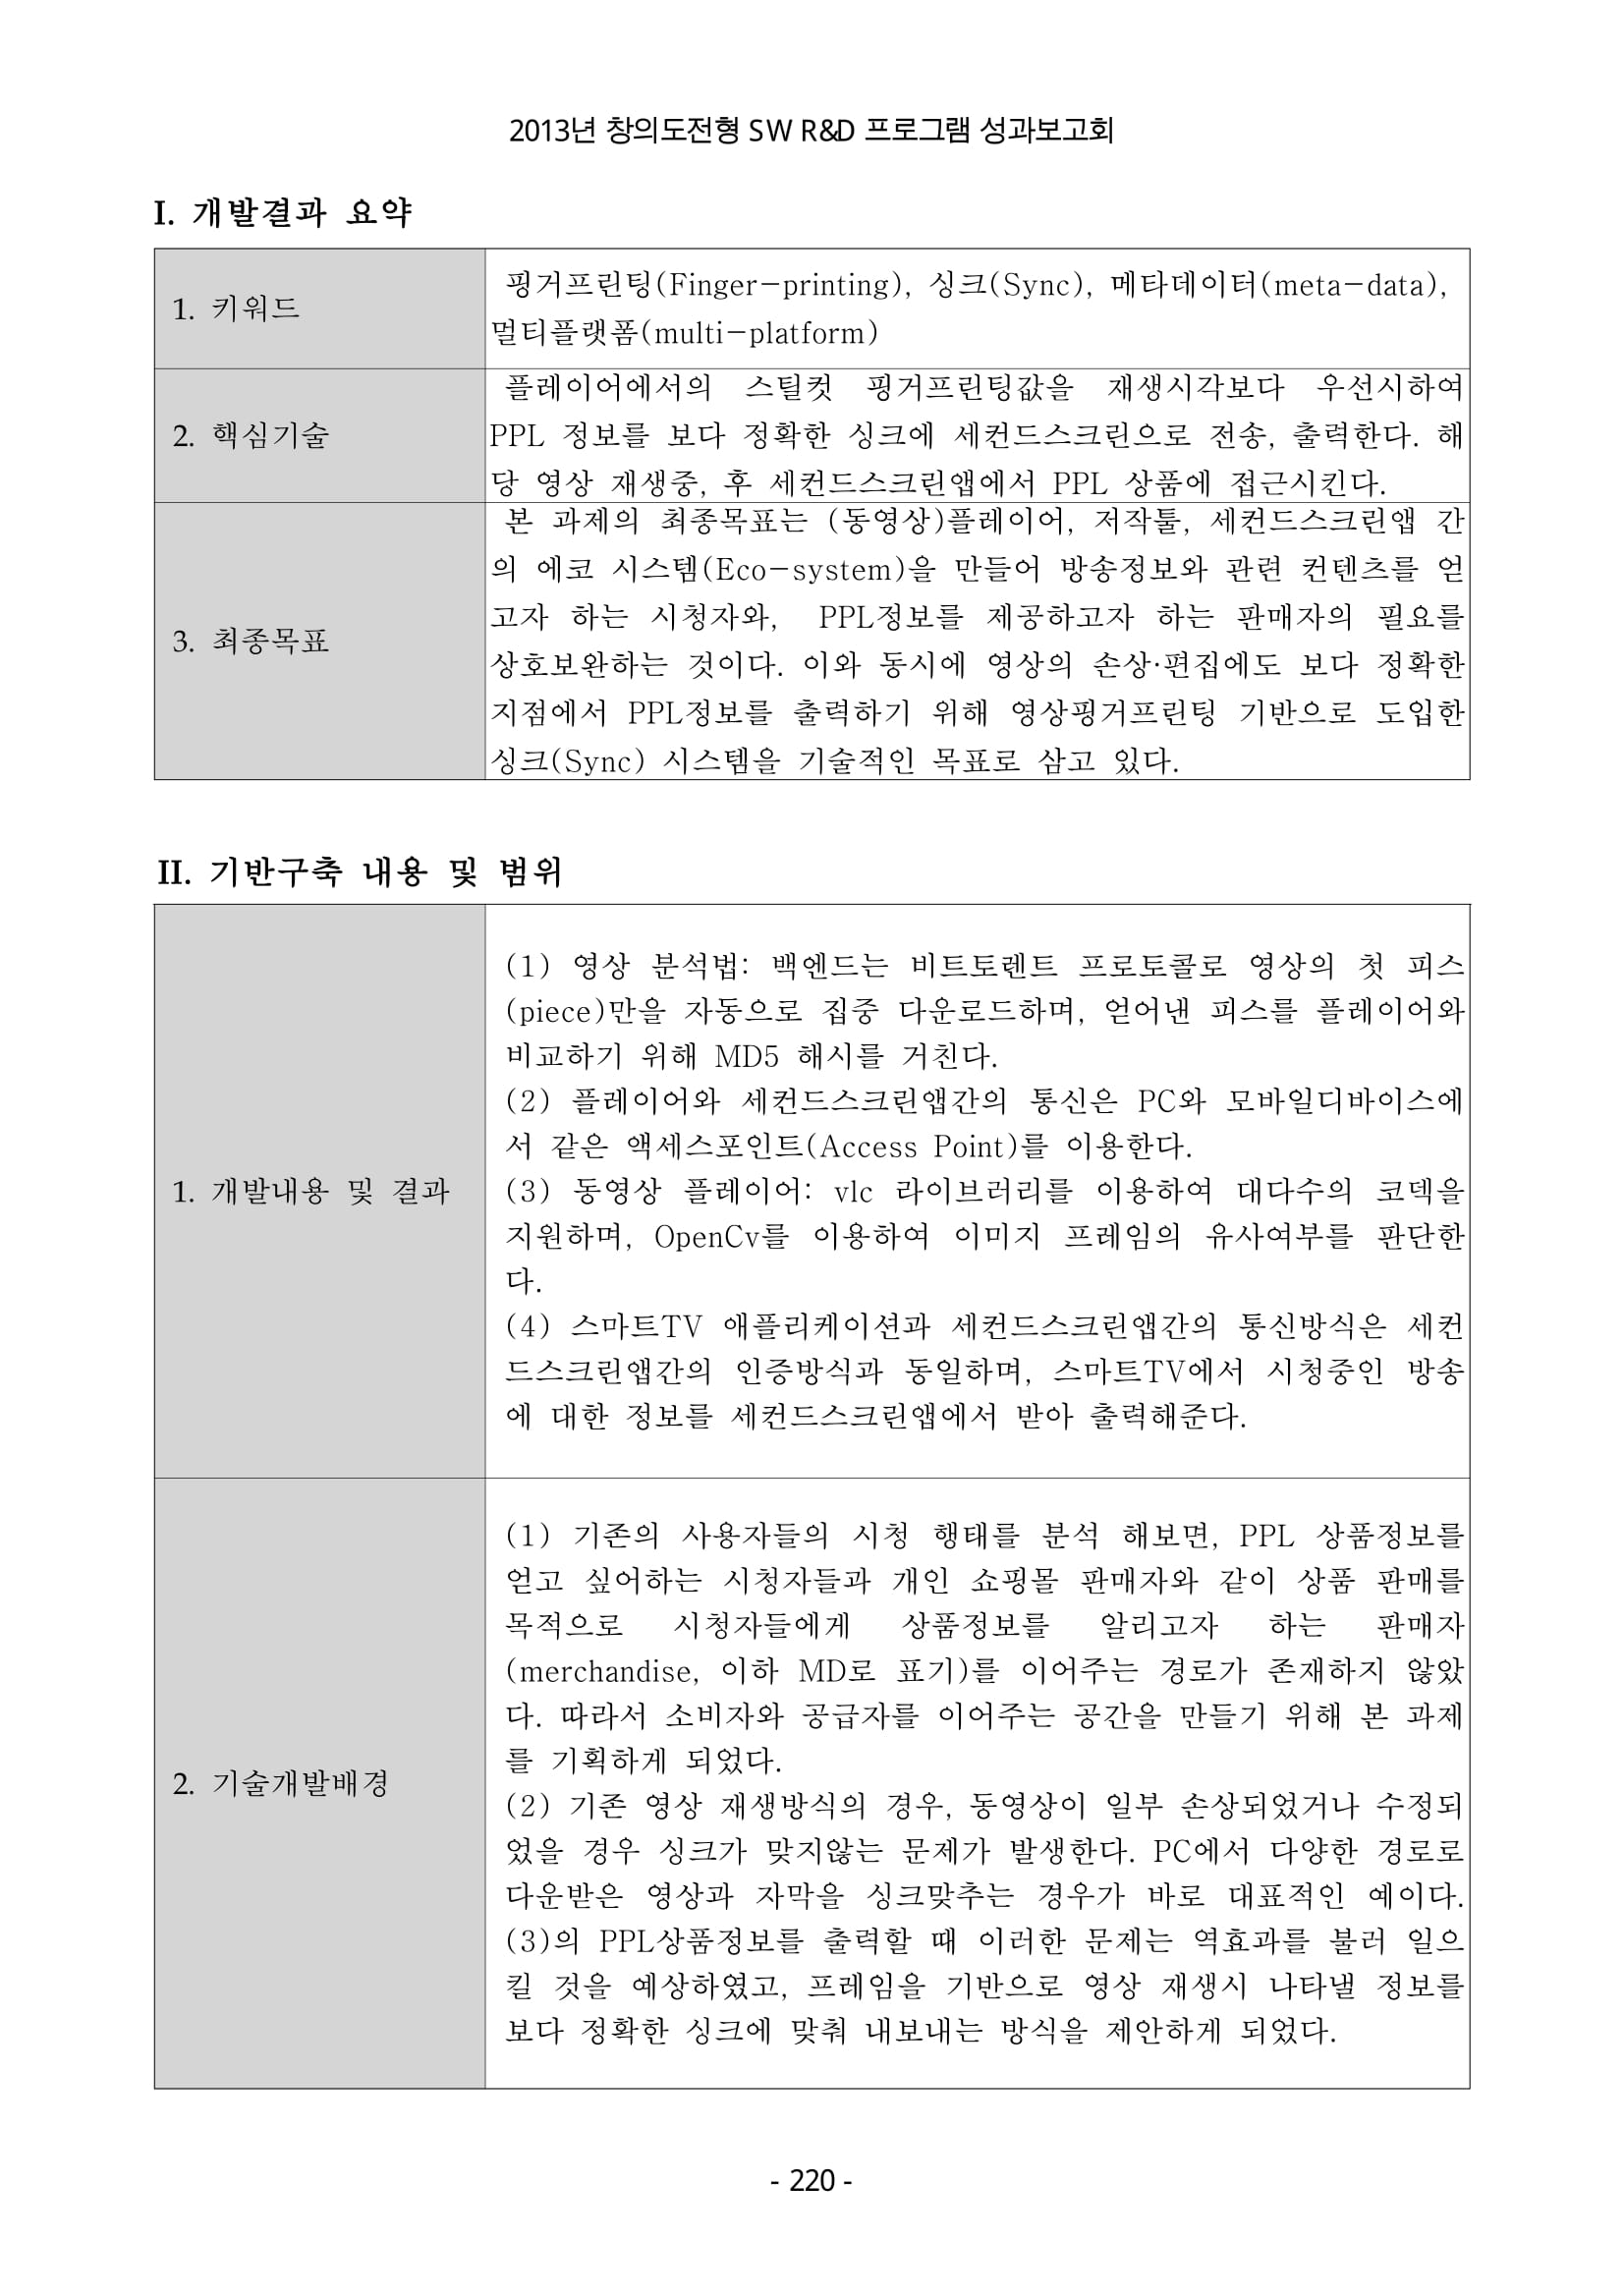 2013년 창의도전형 SW R&D 프로그램 성과보고회
I. 개발결과 요약
1. 키워드
핑거프린팅(Finger-printing), 싱크(Sync), 메타데이터(meta-data),
멀티플랫폼(multi-platform)
2. 핵심기술
플레이어에서의 스틸컷 핑거프린팅값을 재생시각보다 우선시하여
PPL 정보를 보다 정확한 싱크에 세컨드스크린으로 전송, 출력한다. 해
당 영상 재생중, 후 세컨드스크린앱에서 PPL 상품에 접근시킨다.
3. 최종목표
본 과제의 최종목표는 (동영상)플레이어, 저작툴, 세컨드스크린앱 간
의 에코 시스템(Eco-system)을 만들어 방송정보와 관련 컨텐츠를 얻
고자 하는 시청자와, PPL정보를 제공하고자 하는 판매자의 필요를
상호보완하는 것이다. 이와 동시에 영상의 손상·편집에도 보다 정확한
지점에서 PPL정보를 출력하기 위해 영상핑거프린팅 기반으로 도입한
싱크(Sync) 시스템을 기술적인 목표로 삼고 있다.
II. 기반구축 내용 및 범위
1. 개발내용 및 결과
(1) 영상 분석법: 백엔드는 비트토렌트 프로토콜로 영상의 첫 피스
(piece)만을 자동으로 집중 다운로드하며, 얻어낸 피스를 플레이어와
비교하기 위해 MD5 해시를 거친다.
(2) 플레이어와 세컨드스크린앱간의 통신은 PC와 모바일디바이스에
서 같은 액세스포인트(Access Point)를 이용한다.
(3) 동영상 플레이어: vlc 라이브러리를 이용하여 대다수의 코덱을
지원하며, OpenCv를 이용하여 이미지 프레임의 유사여부를 판단한
다.
(4) 스마트TV 애플리케이션과 세컨드스크린앱간의 통신방식은 세컨
드스크린앱간의 인증방식과 동일하며, 스마트TV에서 시청중인 방송
에 대한 정보를 세컨드스크린앱에서 받아 출력해준다.
2. 기술개발배경
(1) 기존의 사용자들의 시청 행태를 분석 해보면, PPL 상품정보를
얻고 싶어하는 시청자들과 개인 쇼핑몰 판매자와 같이 상품 판매를
목적으로 시청자들에게 상품정보를 알리고자 하는 판매자
(merchandise, 이하 MD로 표기)를 이어주는 경로가 존재하지 않았
다. 따라서 소비자와 공급자를 이어주는 공간을 만들기 위해 본 과제
를 기획하게 되었다.
(2) 기존 영상 재생방식의 경우, 동영상이 일부 손상되었거나 수정되
었을 경우 싱크가 맞지않는 문제가 발생한다. PC에서 다양한 경로로
다운받은 영상과 자막을 싱크맞추는 경우가 바로 대표적인 예이다.
(3)의 PPL상품정보를 출력할 때 이러한 문제는 역효과를 불러 일으
킬 것을 예상하였고, 프레임을 기반으로 영상 재생시 나타낼 정보를
보다 정확한 싱크에 맞춰 내보내는 방식을 제안하게 되었다.
- 220 -